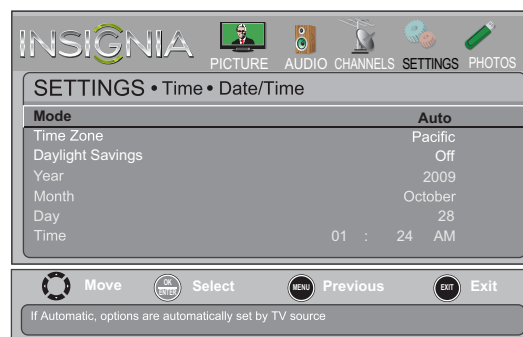 INSIGNIA
PICTURE AUDIO CHANNELS SETTINGS PHOTOS
SETTINGS • Time • Date/Time
Mode Auto
Time Zone Pacific
Daylight Savings Off
Year 2009
Month October
Day 28
Time 01 : 24 AM
Move OK ENTER Select MENU Previous EXIT Exit
If Automatic, options are automatically set by TV source